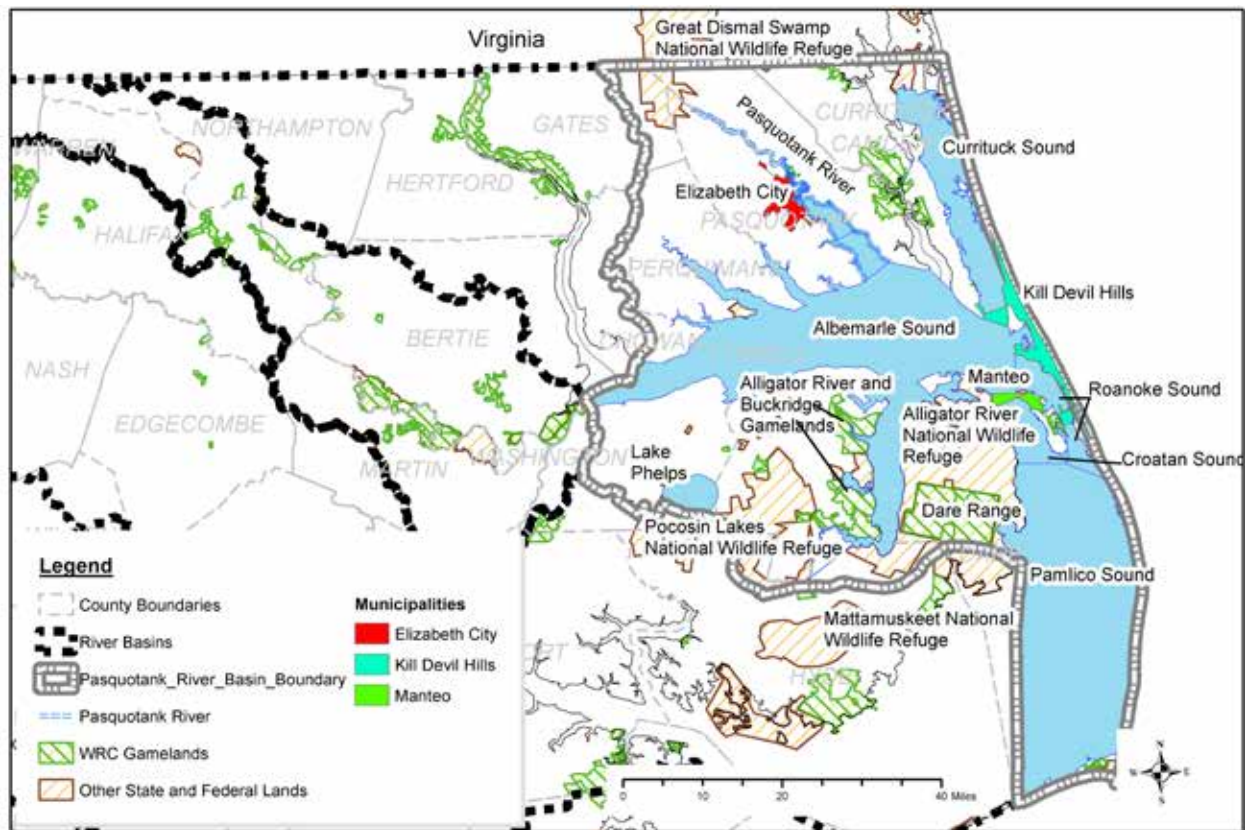 Virginia
Great Dismal Swamp
National Wildlife Refuge
NORTHAMPTON
GATES
WARREN
HERTFORD
Pasquotank River
Currituck Sound
Elizabeth City
HALIFAX
PERQUIMANS
Kill Devil Hills
BERTIE
Albemarle Sound
NASH
EDGECOMBE
Alligator River and
Buckridge
Gamelands
Manteo
Roanoke Sound
Alligator River
National Wildlife
Refuge
Croatan Sound
MARTIN
WASHINGTON
Lake
Phelps
Dare Range
Pocosin Lakes
National Wildlife Refuge
Pamlico Sound
Mattamuskeet National
Wildlife Refuge
Legend
County Boundaries
River Basins
Pasquotank_River_Basin_Boundary
Pasquotank River
WRC Gamelands
Other State and Federal Lands
Municipalities
Elizabeth City
Kill Devil Hills
Manteo
0 20 40 Miles
N
W E
S